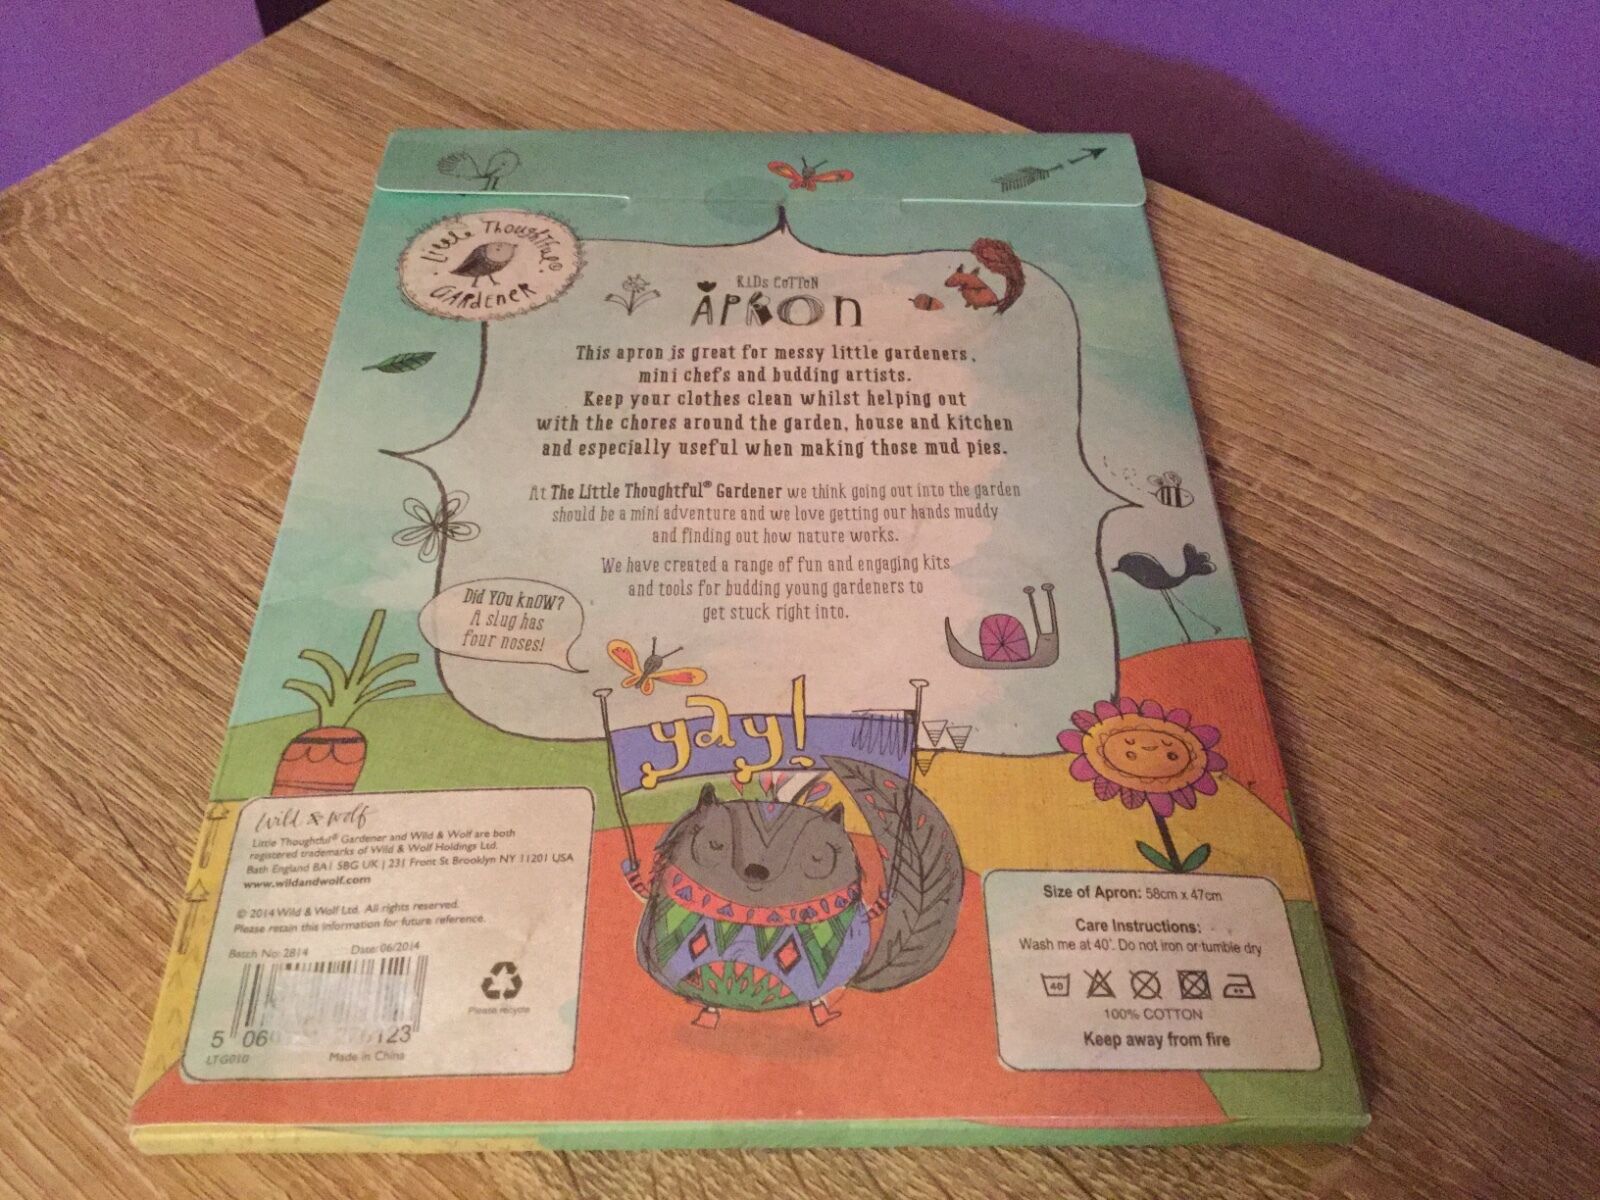 Little Thoughtful®
GARdENER
KIDs COTTON
APRON
This apron is great for messy little gardeners,
mini chefs and budding artists.
Keep your clothes clean whilst helping out
with the chores around the garden, house and kitchen
and especially useful when making those mud pies.
At The Little Thoughtful® Gardener we think going out into the garden
should be a mini adventure and we love getting our hands muddy
and finding out how nature works.
We have created a range of fun and engaging kits
and tools for budding young gardeners to
get stuck right into.
Did YOu knOW?
A slug has
four noses!
yay!
Wild & Wolf
Little Thoughtful® Gardener and Wild & Wolf are both
registered trademarks of Wild & Wolf Holdings Ltd.
Bath England BA1 5BG UK | 231 Front St Brooklyn NY 11201 USA
www.wildandwolf.com
© 2014 Wild & Wolf Ltd. All rights reserved.
Please retain this information for future reference.
Batch No: 2814 Date: 06/2014
Please recycle
5 06 123
LTG010 Made in China
Size of Apron: 58cm x 47cm
Care Instructions:
Wash me at 40°. Do not iron or tumble dry
40
100% COTTON
Keep away from fire